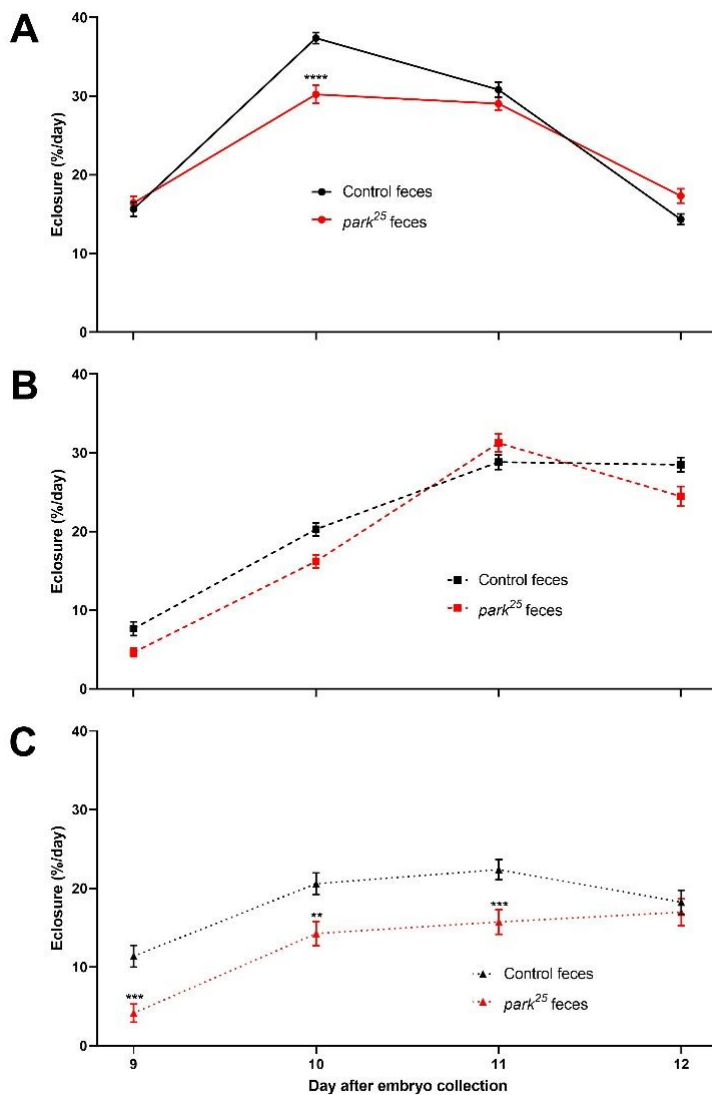 A
40
30
20
10
0
Eclosure (%/day)
****
Control feces
park25 feces
B
40
30
20
10
0
Eclosure (%/day)
Control feces
park25 feces
C
40
30
20
10
0
Eclosure (%/day)
***
**
***
Control feces
park25 feces
9 10 11 12
Day after embryo collection